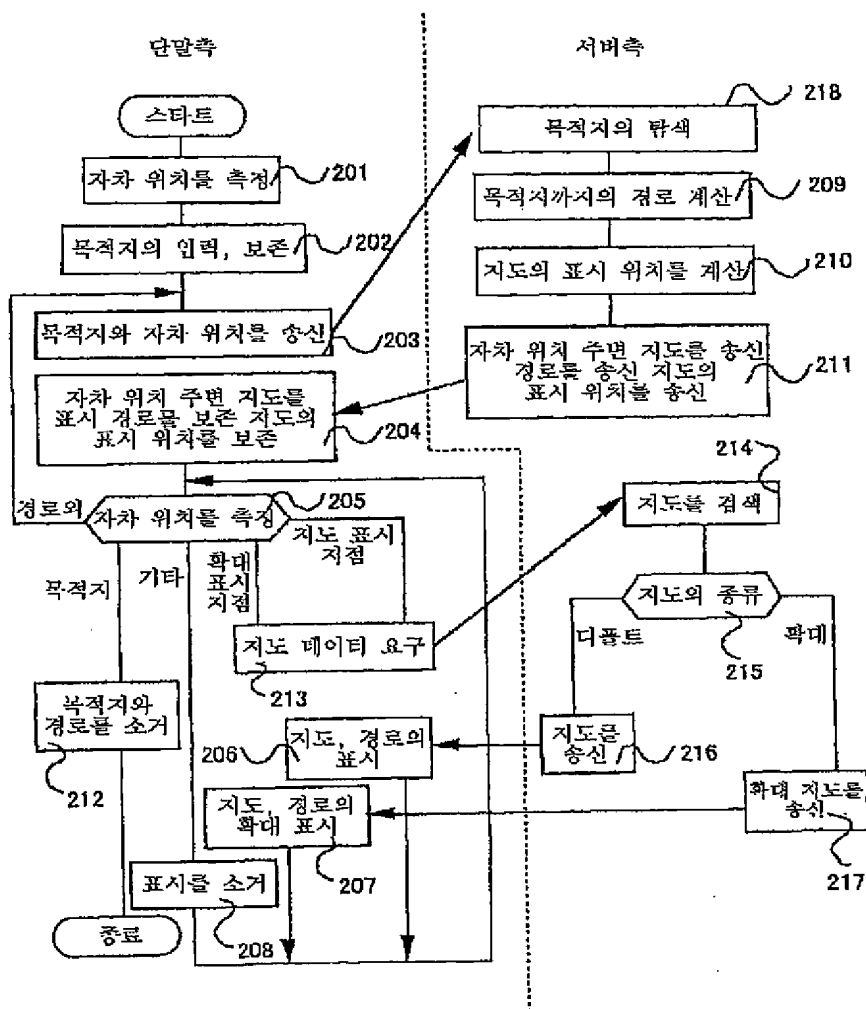 단말측
서버측
스타트
218
목적지의 탐색
자차 위치를 측정
201
목적지까지의 경로 계산
209
목적지의 입력, 보존
202
지도의 표시 위치를 계산
210
목적지와 자차 위치를 송신
203
자차 위치 주변 지도를 송신
경로를 송신 지도의
표시 위치를 송신
211
자차 위치 주변 지도를
표시 경로를 보존 지도의
표시 위치를 보존
204
214
지도를 검색
경로외
자차 위치를 측정
205
목적지
기타
확대
표시
지점
지도 표시
지점
지도의 종류
215
디폴트
확대
지도 데이터 요구
213
목적지와
경로를 소거
212
206
지도, 경로의
표시
지도를
송신
216
지도, 경로의
확대 표시
207
확대 지도를
송신
217
표시를 소거
208
종료